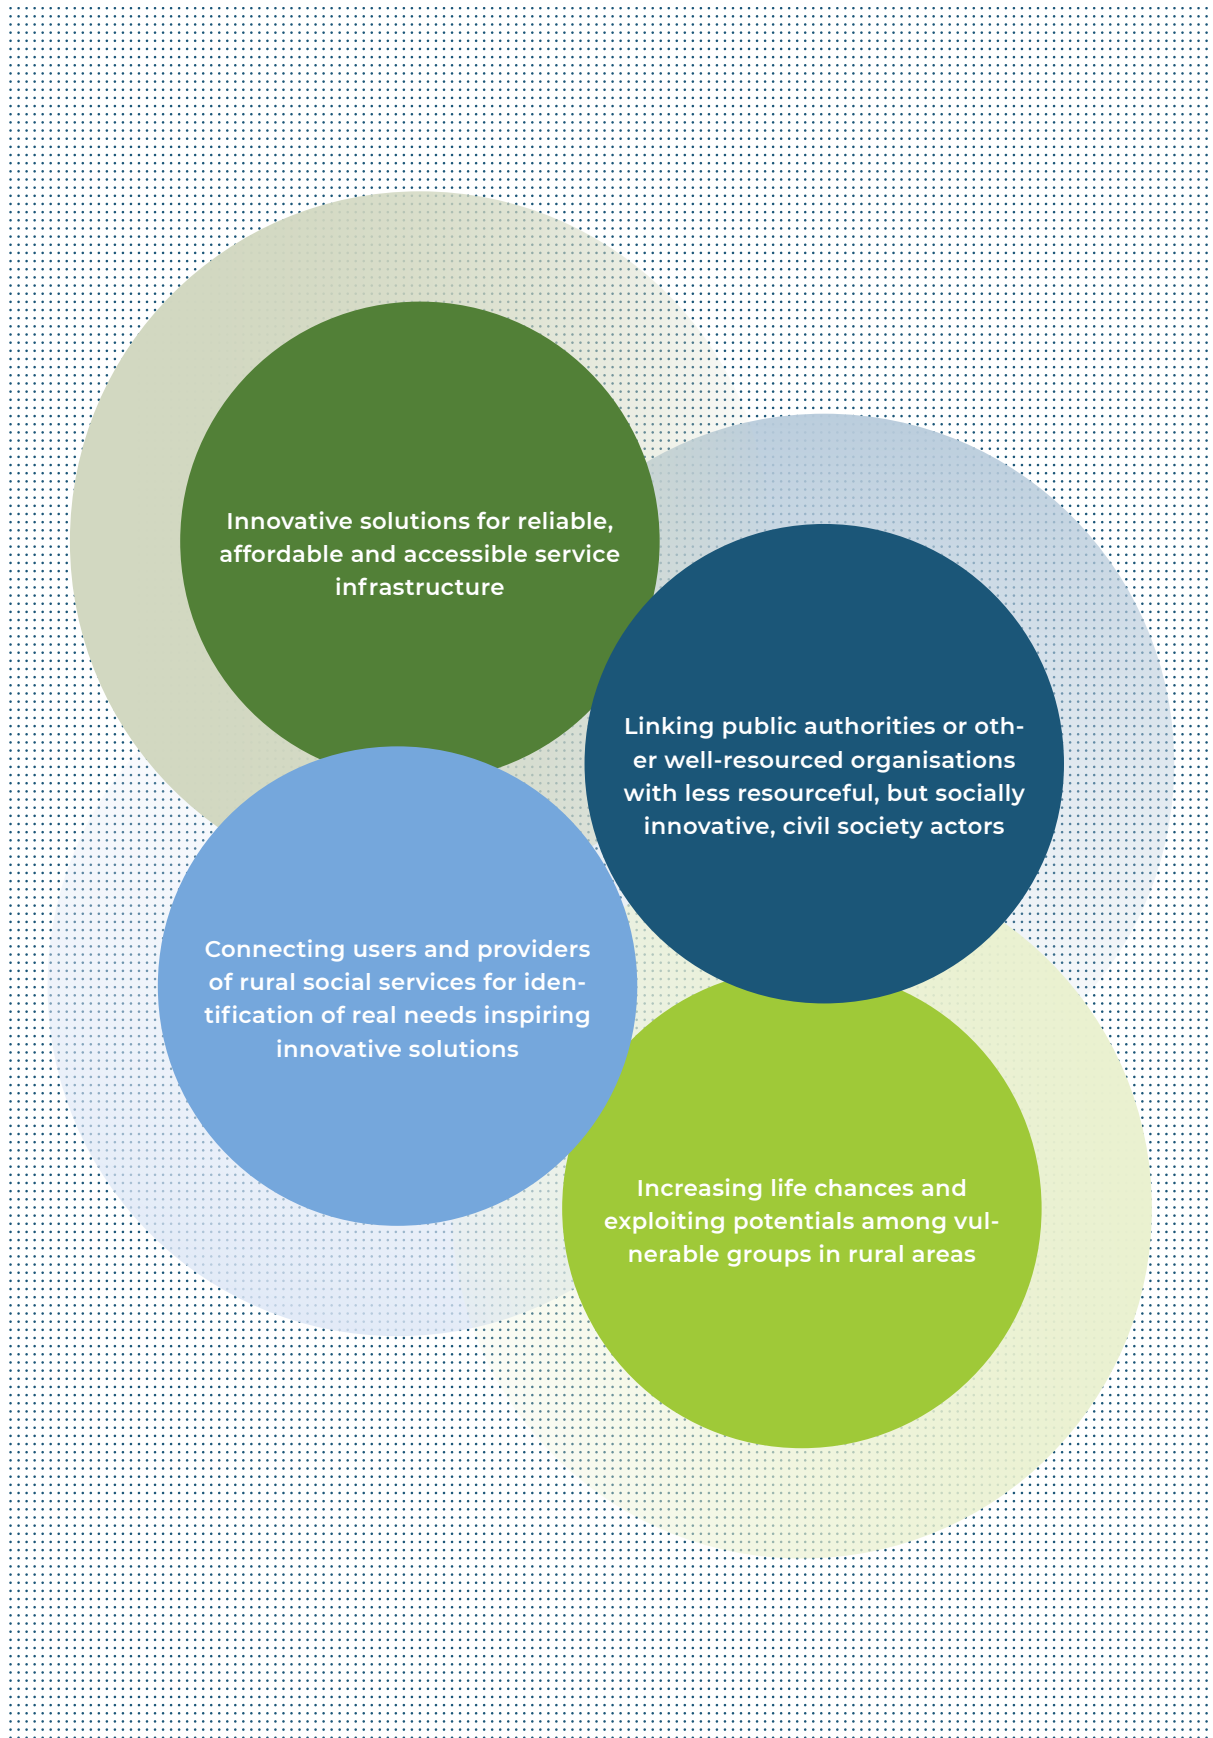 Innovative solutions for reliable,
affordable and accessible service
infrastructure
Linking public authorities or oth-
er well-resourced organisations
with less resourceful, but socially
innovative, civil society actors
Connecting users and providers
of rural social services for iden-
tification of real needs inspiring
innovative solutions
Increasing life chances and
exploiting potentials among vul-
nerable groups in rural areas